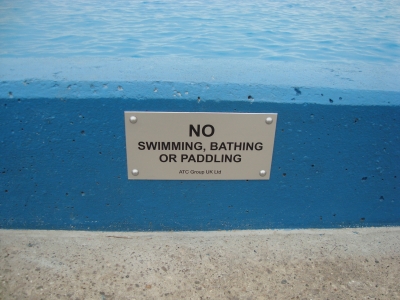 NO
SWIMMING, BATHING
OR PADDLING
ATC Group UK Ltd